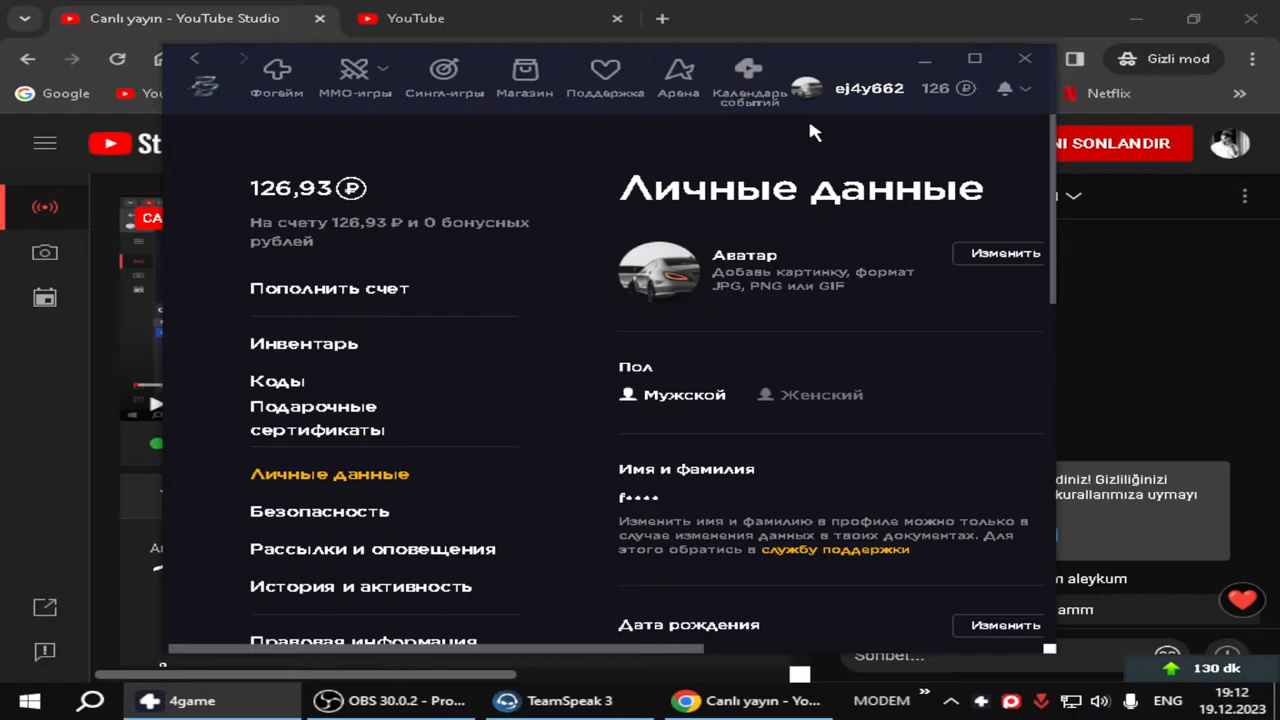 Canlı yayın - YouTube Studio
YouTube
Gizli mod
Google
Netflix
Фогейм
MMO-игры
Сингл-игры
Магазин
Поддержка
Арена
Календарь
событий
ej4y662
126 ₽
NI SONLANDIR
126,93 ₽
На счету 126,93 ₽ и 0 бонусных
рублей
Пополнить счет
Инвентарь
Коды
Подарочные
сертификаты
Личные данные
Безопасность
Рассылки и оповещения
История и активность
Правовая информация
Личные данные
Аватар
Добавь картинку, формат
JPG, PNG или GIF
Изменить
Пол
Мужской
Женский
Имя и фамилия
f••••
Изменить имя и фамилию в профиле можно только в
случае изменения данных в твоих документах. Для
этого обратись в службу поддержки
Дата рождения
Изменить
diniz! Gizliliğinizi
kurallarımıza uymayı
m aleykum
amm
130 dk
4game
OBS 30.0.2 - Pro...
TeamSpeak 3
Canlı yayın - Yo...
MODEM
ENG
19:12
19.12.2023